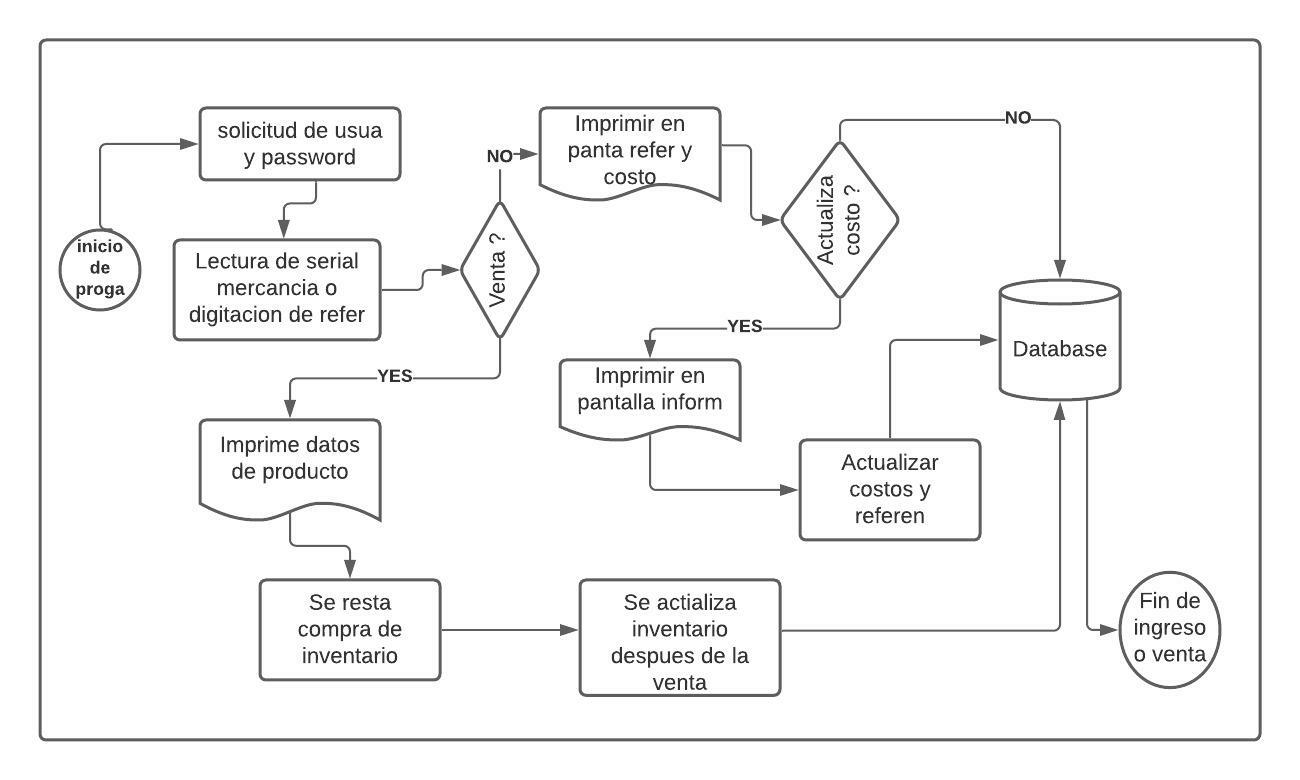 inicio
de
proga
solicitud de usua
y password
Lectura de serial
mercancia o
digitacion de refer
Venta ?
NO
Imprimir en
panta refer y
costo
Actualiza
costo ?
NO
YES
Imprimir en
pantalla inform
Actualizar
costos y
referen
Database
YES
Imprime datos
de producto
Se resta
compra de
inventario
Se actializa
inventario
despues de la
venta
Fin de
ingreso
o venta